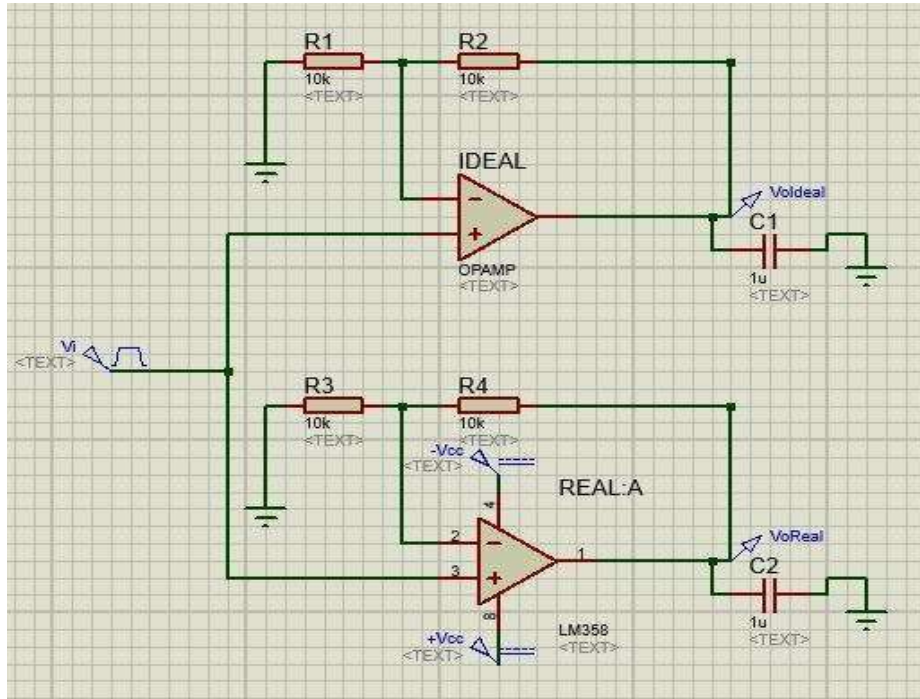 R1
10k
<TEXT>
R2
10k
<TEXT>
IDEAL
OPAMP
<TEXT>
VoIdeal
C1
1u
<TEXT>
Vi
<TEXT>
R3
10k
<TEXT>
R4
10k
<TEXT>
-Vcc
<TEXT>
REAL:A
4
2
3
1
8
LM358
<TEXT>
+Vcc
<TEXT>
VoReal
C2
1u
<TEXT>